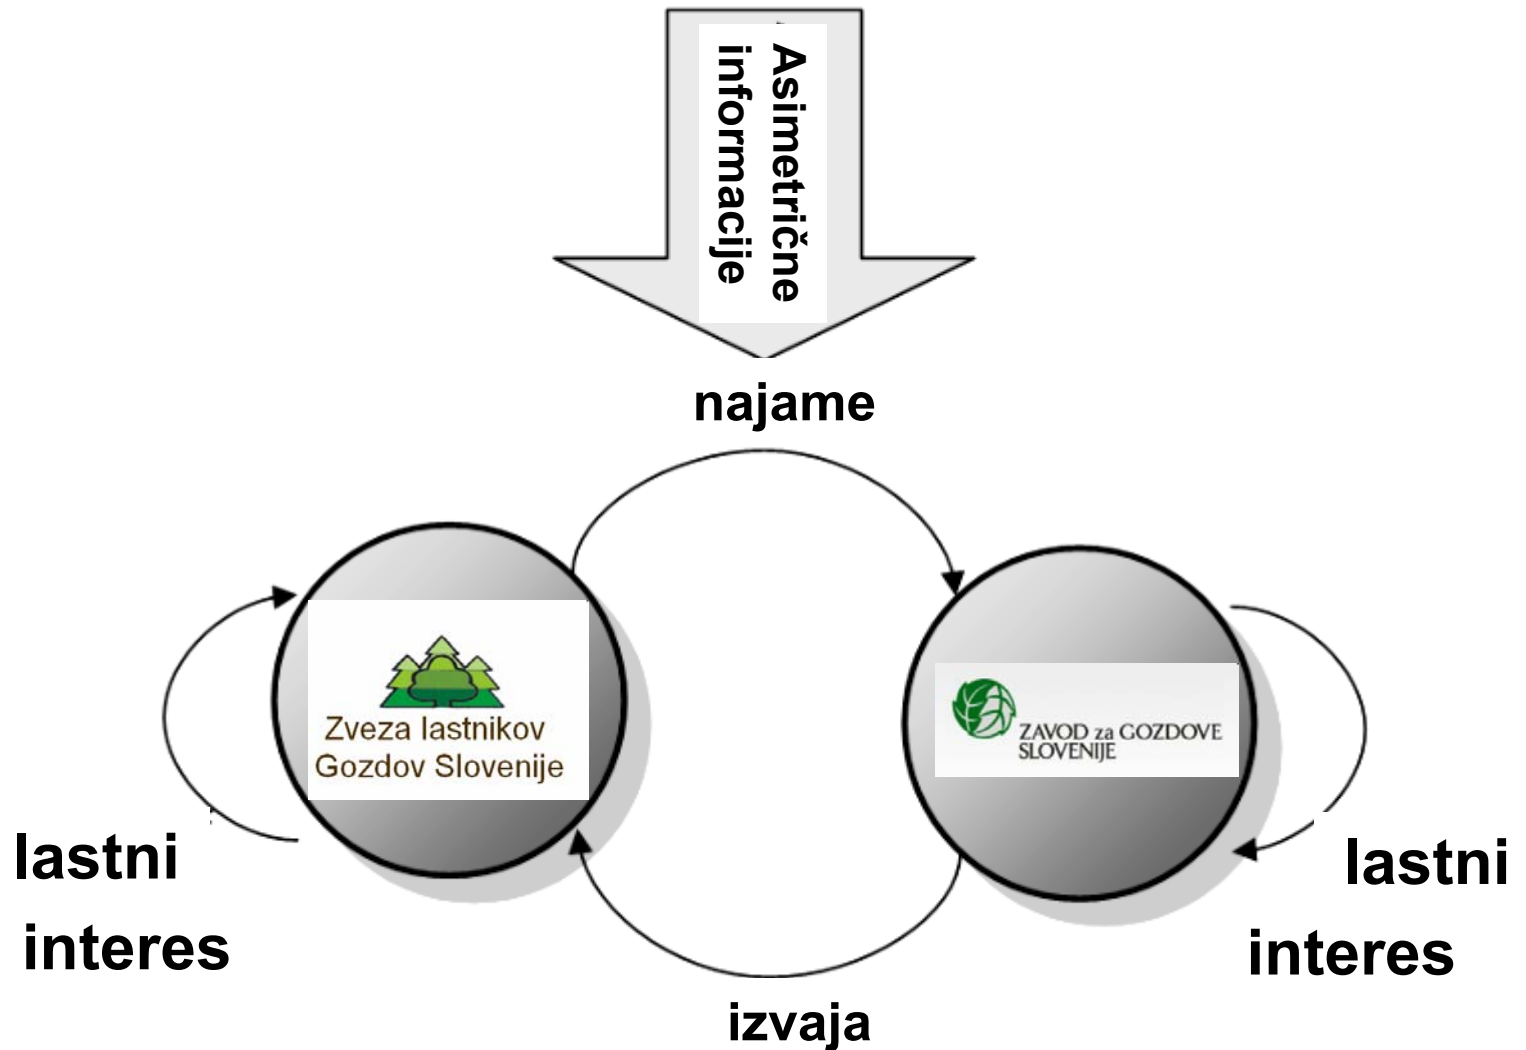 Asimetrične
informacije
najame
Zveza lastnikov
Gozdov Slovenije
ZAVOD za GOZDOVE
SLOVENIJE
lastni
interes
lastni
interes
izvaja